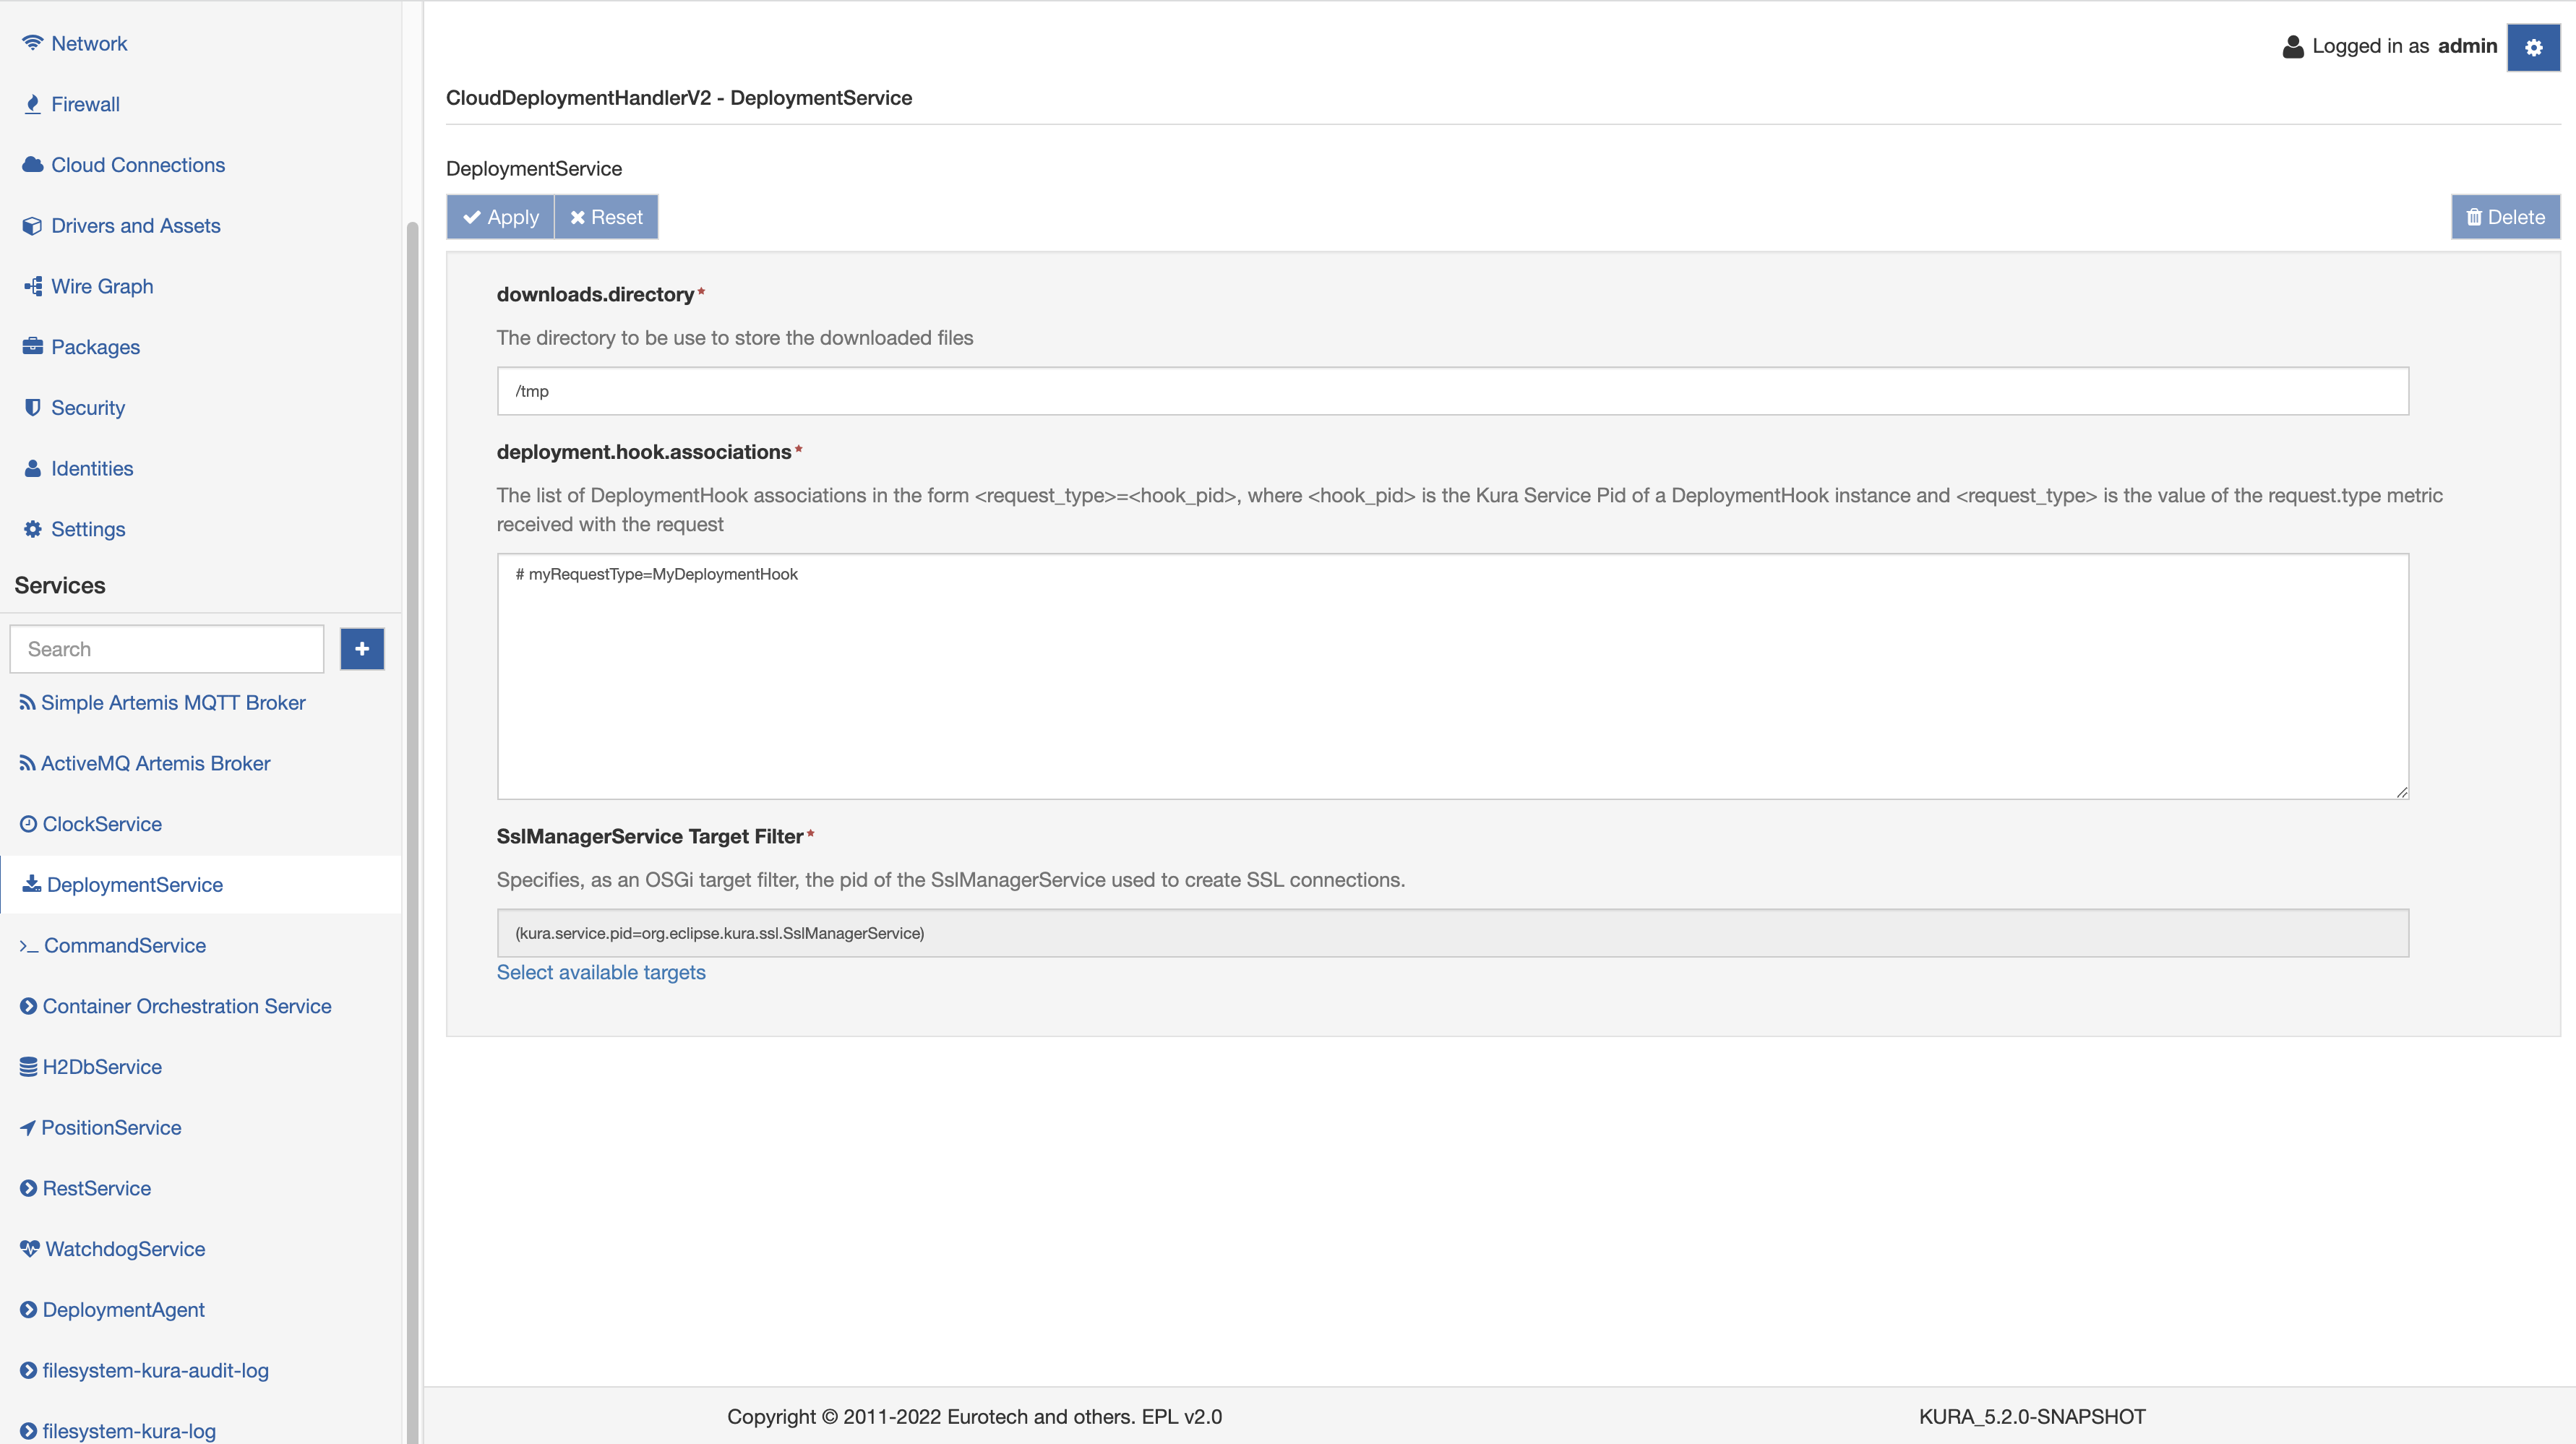 Network
Firewall
Cloud Connections
Drivers and Assets
Wire Graph
Packages
Security
Identities
Settings
Services
Search
Simple Artemis MQTT Broker
ActiveMQ Artemis Broker
ClockService
DeploymentService
CommandService
Container Orchestration Service
H2DbService
PositionService
RestService
WatchdogService
DeploymentAgent
filesystem-kura-audit-log
filesystem-kura-log
Logged in as admin
CloudDeploymentHandlerV2 - DeploymentService
DeploymentService
Apply
Reset
Delete
downloads.directory*
The directory to be use to store the downloaded files
/tmp
deployment.hook.associations*
The list of DeploymentHook associations in the form <request_type>=<hook_pid>, where <hook_pid> is the Kura Service Pid of a DeploymentHook instance and <request_type> is the value of the request.type metric
received with the request
# myRequestType=MyDeploymentHook
SslManagerService Target Filter*
Specifies, as an OSGi target filter, the pid of the SslManagerService used to create SSL connections.
(kura.service.pid=org.eclipse.kura.ssl.SslManagerService)
Select available targets
Copyright © 2011-2022 Eurotech and others. EPL v2.0
KURA_5.2.0-SNAPSHOT